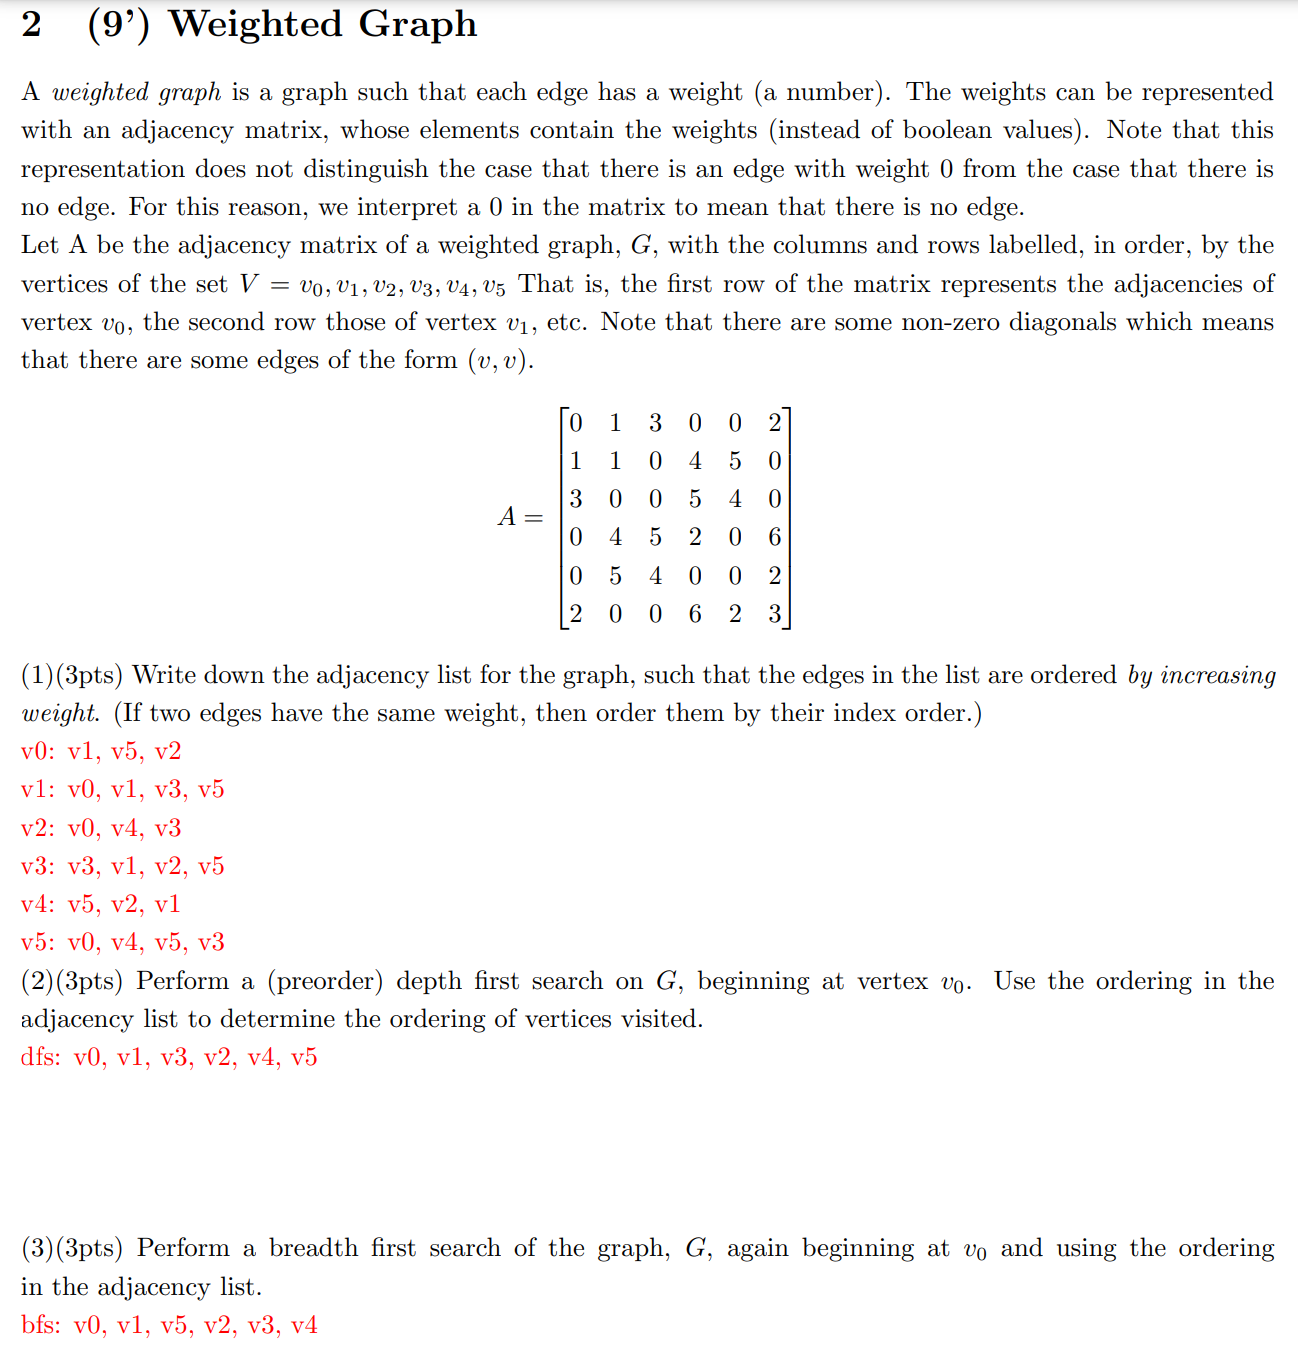 2 (9’) Weighted Graph
A weighted graph is a graph such that each edge has a weight (a number). The weights can be represented
with an adjacency matrix, whose elements contain the weights (instead of boolean values). Note that this
representation does not distinguish the case that there is an edge with weight 0 from the case that there is
no edge. For this reason, we interpret a 0 in the matrix to mean that there is no edge.
Let A be the adjacency matrix of a weighted graph, G, with the columns and rows labelled, in order, by the
vertices of the set V = v0, v1, v2, v3, v4, v5 That is, the first row of the matrix represents the adjacencies of
vertex v0, the second row those of vertex v1, etc. Note that there are some non-zero diagonals which means
that there are some edges of the form (v, v).
0 1 3 0 0 2
1 1 0 4 5 0
3 0 0 5 4 0
A =
0 4 5 2 0 6
0 5 4 0 0 2
2 0 0 6 2 3
(1)(3pts) Write down the adjacency list for the graph, such that the edges in the list are ordered by increasing
weight. (If two edges have the same weight, then order them by their index order.)
v0: v1, v5, v2
v1: v0, v1, v3, v5
v2: v0, v4, v3
v3: v3, v1, v2, v5
v4: v5, v2, v1
v5: v0, v4, v5, v3
(2)(3pts) Perform a (preorder) depth first search on G, beginning at vertex v0. Use the ordering in the
adjacency list to determine the ordering of vertices visited.
dfs: v0, v1, v3, v2, v4, v5
(3)(3pts) Perform a breadth first search of the graph, G, again beginning at v0 and using the ordering
in the adjacency list.
bfs: v0, v1, v5, v2, v3, v4